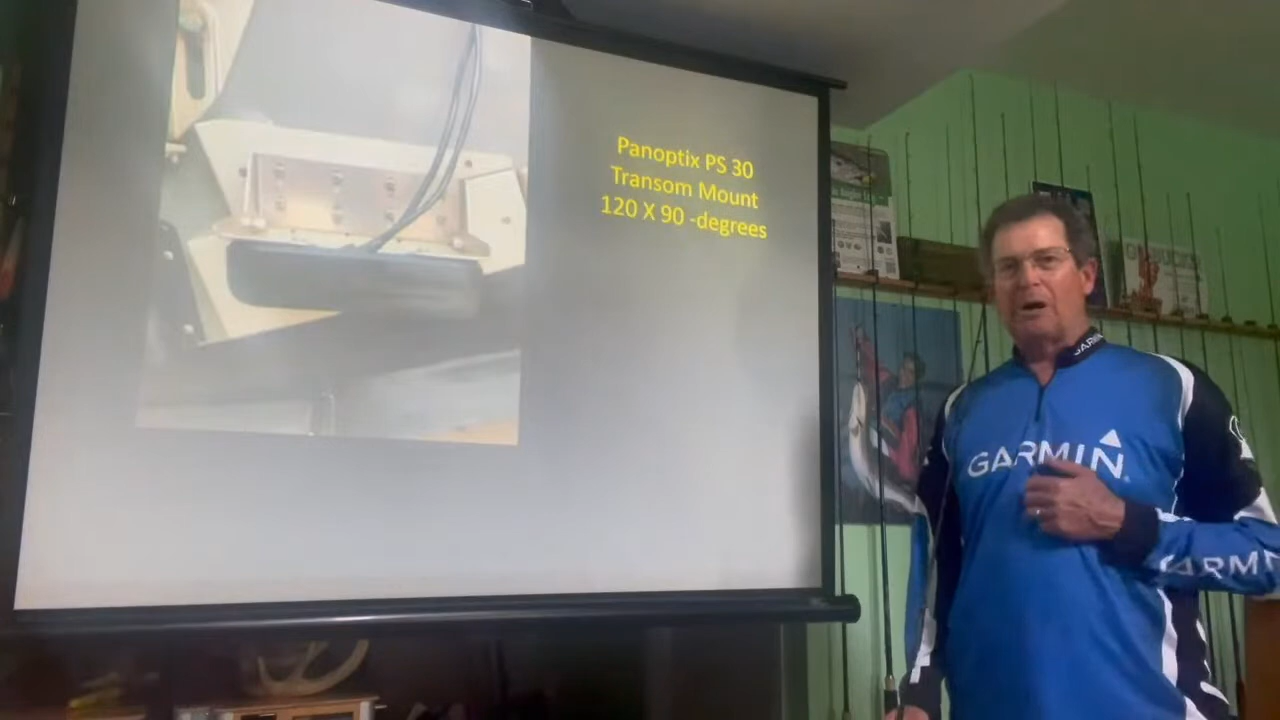 Panoptix PS 30
Transom Mount
120 X 90 -degrees
GARMIN
GARMIN
GARMIN